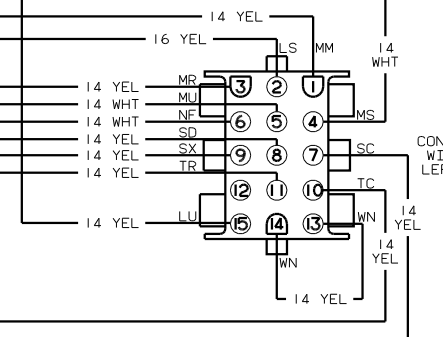 14 YEL
16 YEL
LS MM
14
WHT
MR
14 YEL 3 2 1
MU
14 WHT
NF
14 WHT 6 5 4 MS
SD
14 YEL
SX
14 YEL 9 8 7 SC
TR
14 YEL
CON
WI
LEF
12 11 10 TC
LU
14 YEL 15 14 13 WN
14
YEL
14
YEL
WN
14 YEL